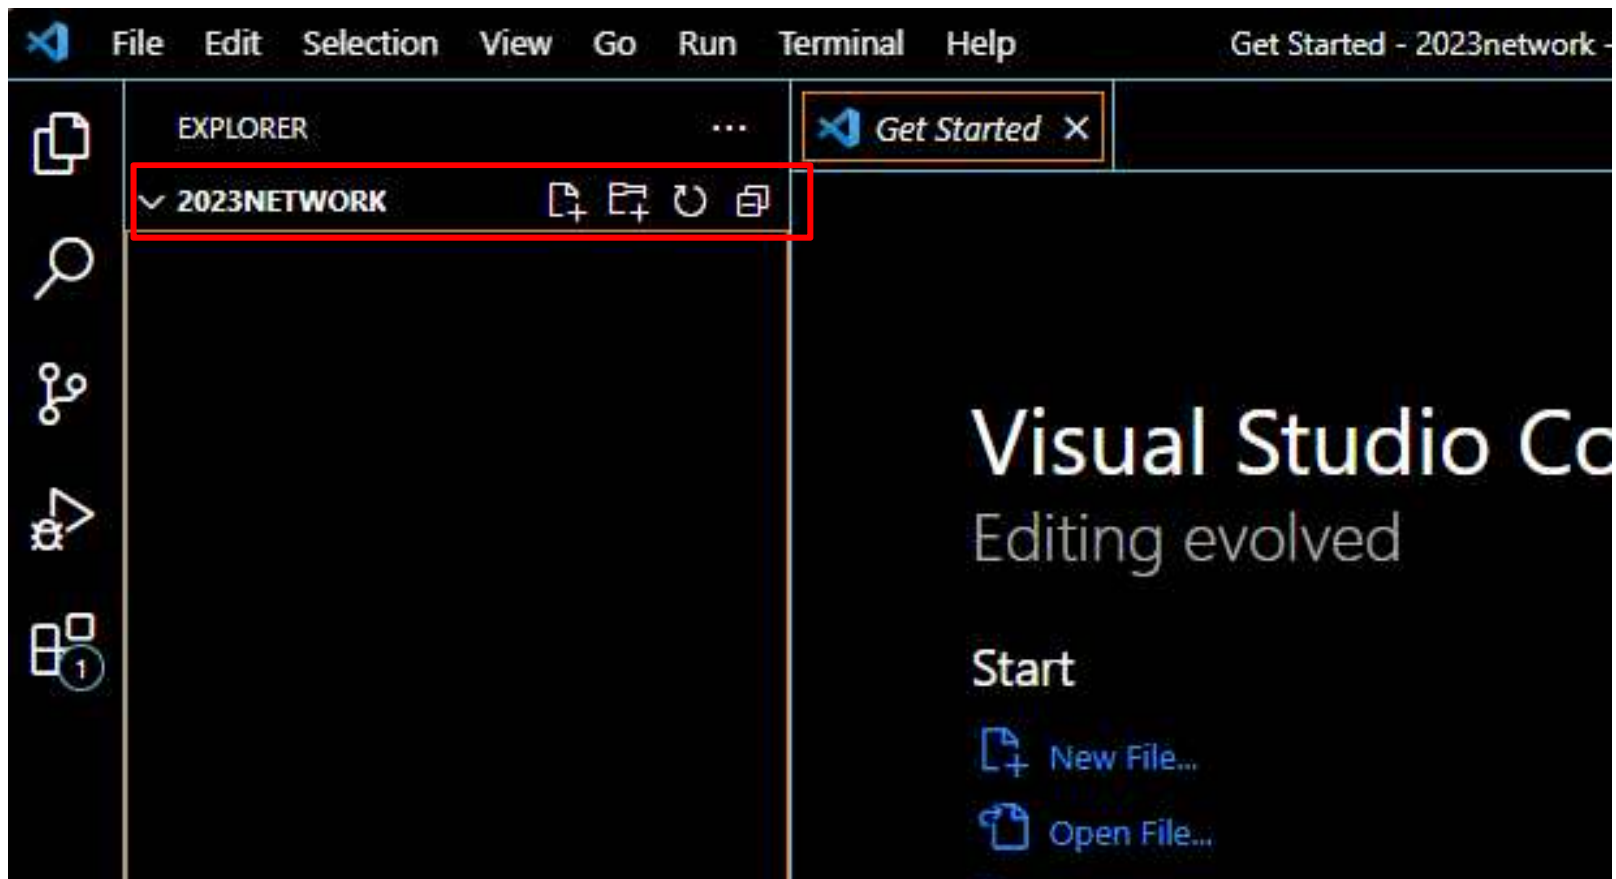 File Edit Selection View Go Run Terminal Help Get Started - 2023network -
EXPLORER ...
Get Started
2023NETWORK
Visual Studio Co
Editing evolved
Start
New File...
Open File...
1